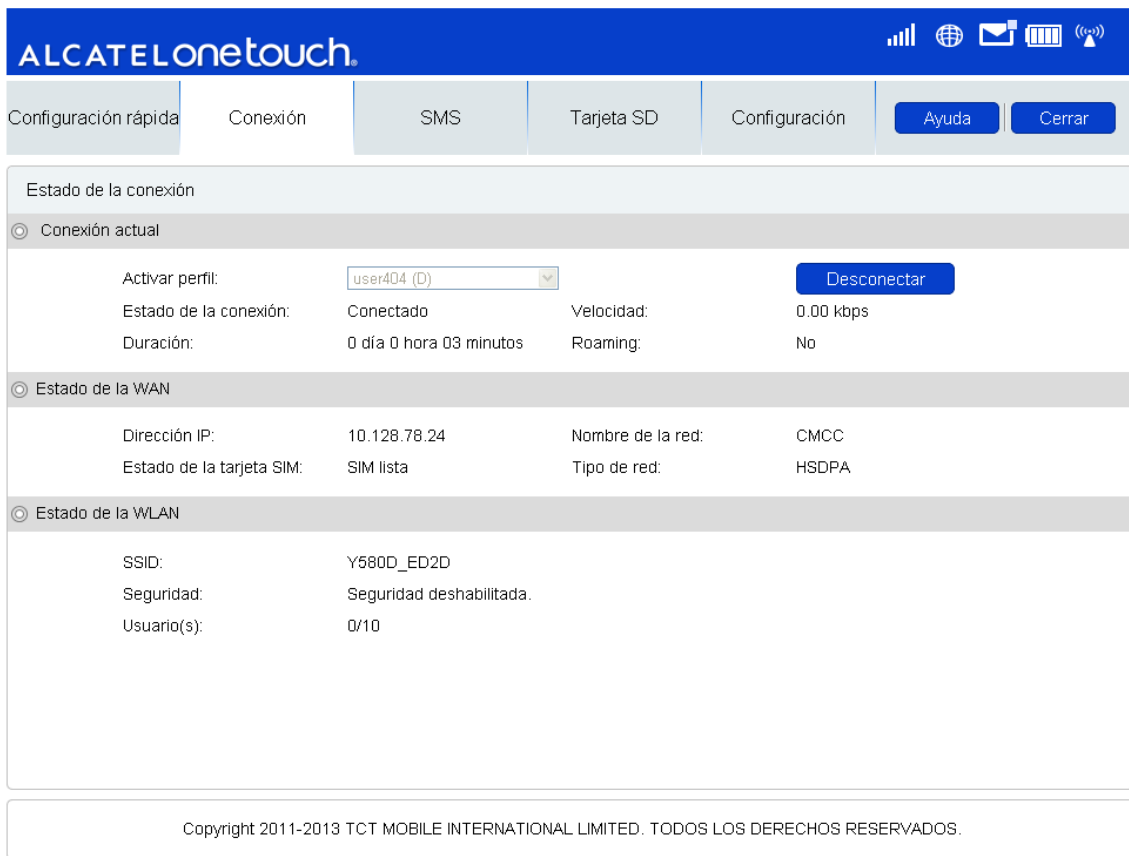 ALCATELonetouch.
Configuración rápida Conexión SMS Tarjeta SD Configuración Ayuda Cerrar
Estado de la conexión
Conexión actual
Activar perfil: user404 (D) Desconectar
Estado de la conexión: Conectado Velocidad: 0.00 kbps
Duración: 0 día 0 hora 03 minutos Roaming: No
Estado de la WAN
Dirección IP: 10.128.78.24 Nombre de la red: CMCC
Estado de la tarjeta SIM: SIM lista Tipo de red: HSDPA
Estado de la WLAN
SSID: Y580D_ED2D
Seguridad: Seguridad deshabilitada.
Usuario(s): 0/10
Copyright 2011-2013 TCT MOBILE INTERNATIONAL LIMITED. TODOS LOS DERECHOS RESERVADOS.